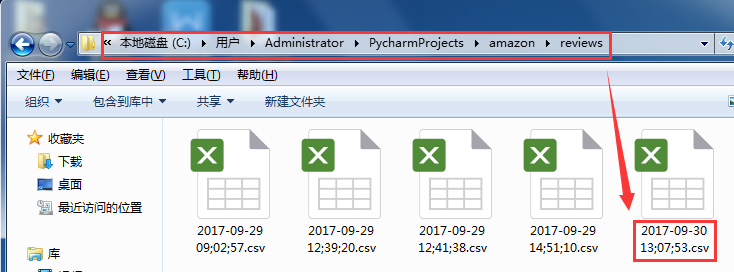 « 本地磁盘 (C:) 用户 Administrator PycharmProjects amazon reviews
文件(F) 编辑(E) 查看(V) 工具(T) 帮助(H)
组织 包含到库中 共享 新建文件夹
收藏夹
下载
桌面
最近访问的位置
库
2017-09-29
09;02;57.csv
2017-09-29
12;39;20.csv
2017-09-29
12;41;38.csv
2017-09-29
14;51;10.csv
2017-09-30
13;07;53.csv